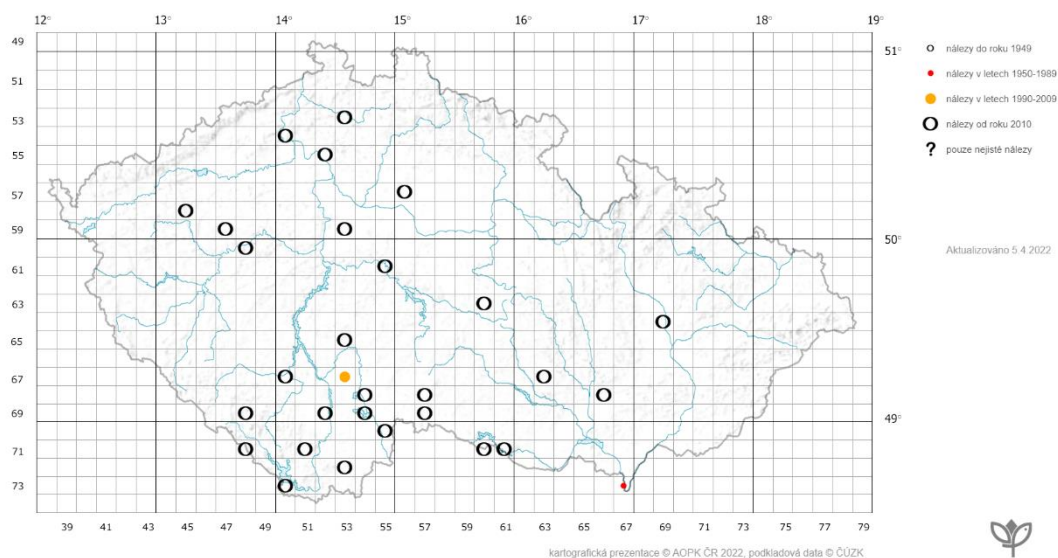 12° 13° 14° 15° 16° 17° 18° 19°
49 51°
51
53
55
57
59 50°
61
63
65
67
69 49°
71
73
39 41 43 45 47 49 51 53 55 57 59 61 63 65 67 69 71 73 75 77 79
nálezy do roku 1949
nálezy v letech 1950-1989
nálezy v letech 1990-2009
nálezy od roku 2010
? pouze nejisté nálezy
Aktualizováno 5.4.2022
kartografická prezentace © AOPK ČR 2022, podkladová data © ČÚZK